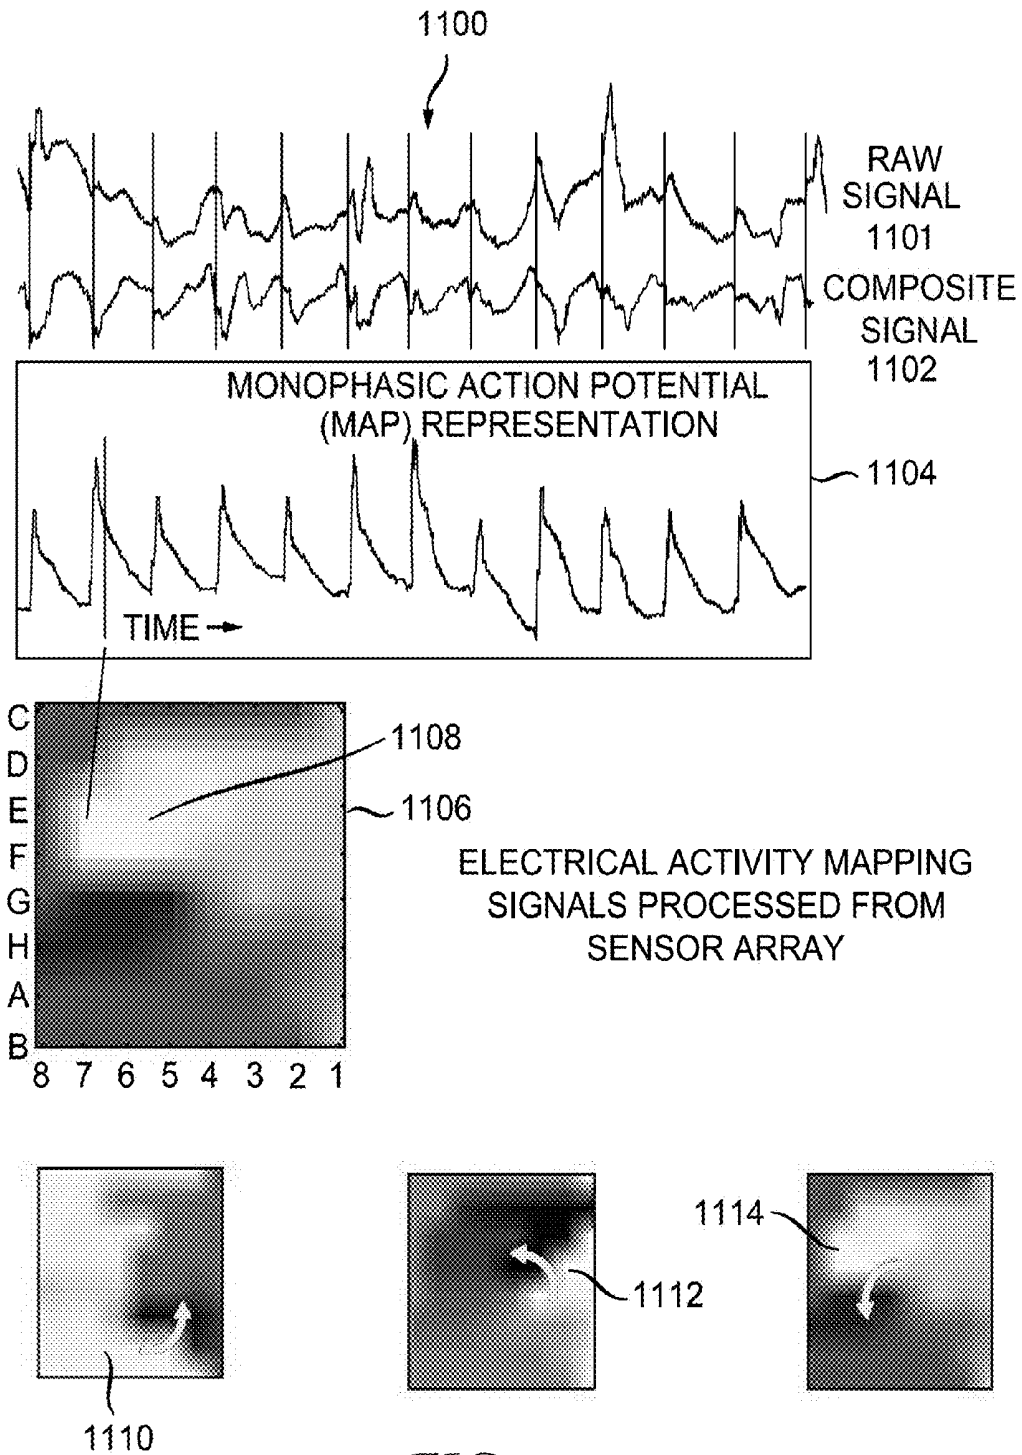 1100
RAW
SIGNAL
1101
COMPOSITE
SIGNAL
1102
MONOPHASIC ACTION POTENTIAL
(MAP) REPRESENTATION
1104
TIME
C
D
E
F
G
H
A
B
8 7 6 5 4 3 2 1
1108
1106
ELECTRICAL ACTIVITY MAPPING
SIGNALS PROCESSED FROM
SENSOR ARRAY
1110
1112
1114